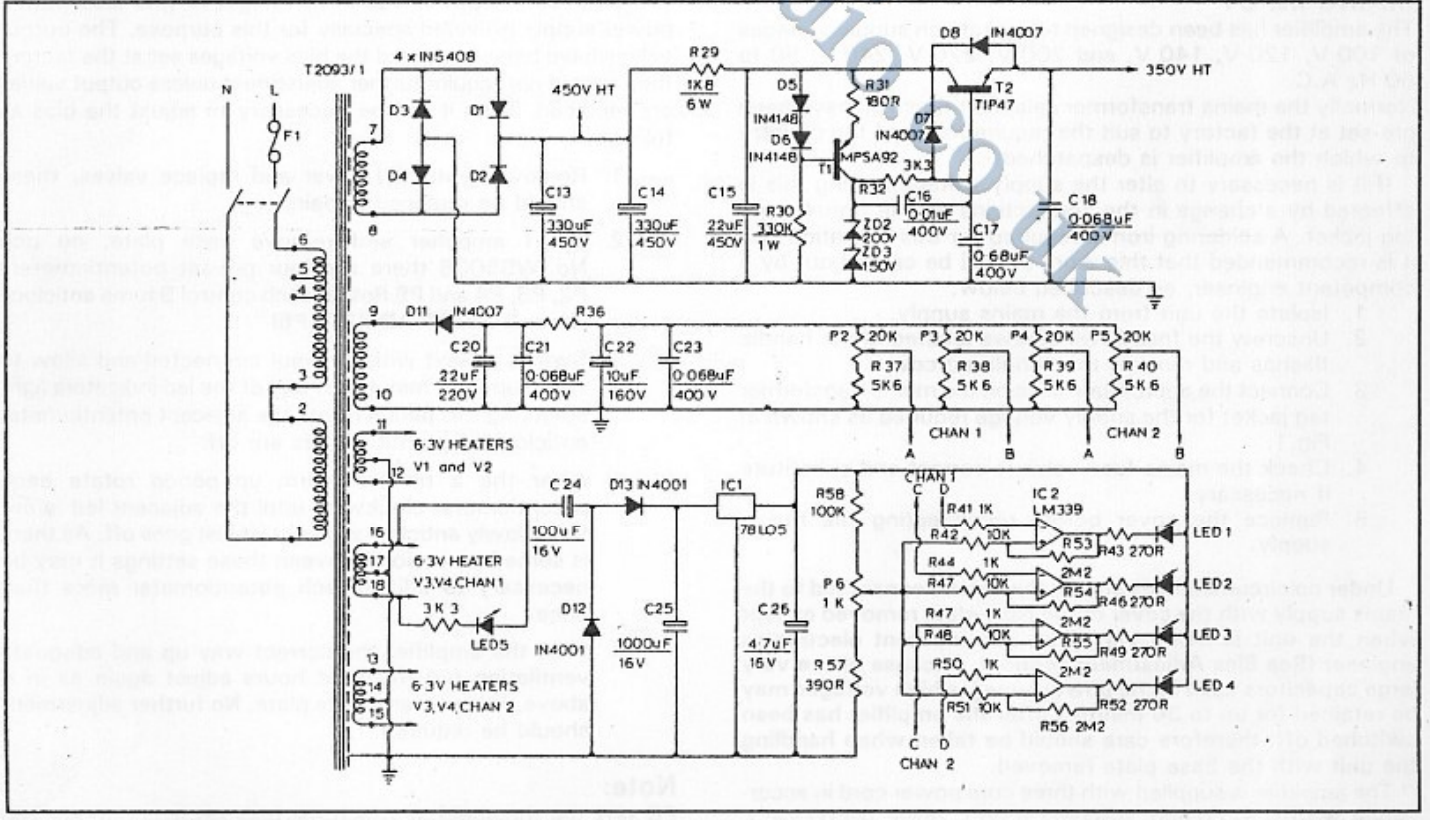 4 x IN5408
T2093/1
N
L
F1
D3
D1
D4
D2
7
8
450V HT
R29
1K8
6 W
D5
IN4148
D6
IN4148
R31
180R
D8
IN4007
T2
TIP47
350V HT
D7
IN4007
T1
MPSA92
3K3
R32
C13
330uF
450V
C14
330uF
450V
C15
22uF
450V
R30
330K
1W
C16
0.01uF
400V
ZD2
200V
ZD3
150V
C17
0.68uF
400V
C18
0.068uF
400V
6
5
4
3
2
1
9
10
D11
IN4007
R36
C20
22uF
220V
C21
0.068uF
400V
C22
10uF
160V
C23
0.068uF
400V
P2
20K
P3
20K
P4
20K
P5
20K
R37
5K6
R38
5K6
R39
5K6
R40
5K6
CHAN 1
CHAN 2
A
B
A
B
11
12
6.3V HEATERS
V1 and V2
16
17
18
6.3V HEATER
V3,V4,CHAN 1
3K3
LED5
13
14
15
6.3V HEATERS
V3,V4,CHAN 2
C24
100uF
16V
D13 IN4001
IC1
78LO5
D12
IN4001
C25
1000uF
16V
C26
4.7uF
16V
R58
100K
P6
1K
R57
390R
CHAN 1
C D
IC2
LM339
R41 1K
R42
10K
R53
R43 270R
LED 1
R44
1K
R47
10K
2M2
R54
LED2
R47
1K
R48
10K
2M2
R55
R49 270R
LED 3
R50
1K
R51
10K
2M2
R52 270R
LED 4
R56 2M2
C D
CHAN 2
.co.uk